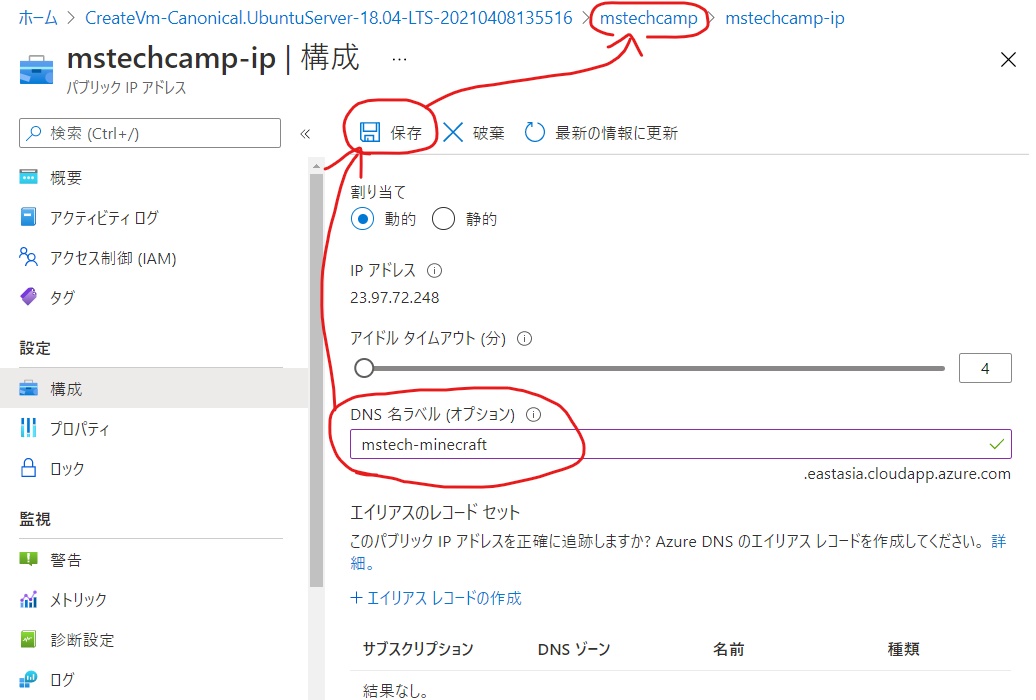 ホーム > CreateVm-Canonical.UbuntuServer-18.04-LTS-20210408135516 > mstechcamp > mstechcamp-ip
mstechcamp-ip | 構成 ...
パブリック IP アドレス
検索 (Ctrl+/) «
概要
アクティビティ ログ
アクセス制御 (IAM)
タグ
設定
構成
プロパティ
ロック
監視
警告
メトリック
診断設定
ログ
保存 破棄 最新の情報に更新
割り当て
動的 静的
IP アドレス
23.97.72.248
アイドル タイムアウト (分)
4
DNS 名ラベル (オプション)
mstech-minecraft
.eastasia.cloudapp.azure.com
エイリアスのレコード セット
このパブリック IP アドレスを正確に追跡しますか? Azure DNS のエイリアス レコードを作成してください。 詳
細。
+ エイリアス レコードの作成
サブスクリプション DNS ゾーン 名前 種類
結果なし。